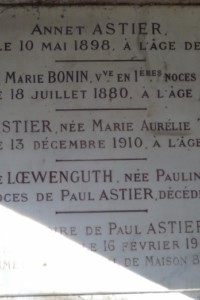 Annet ASTIER,
LE 10 MAI 1898, À L'ÂGE DE
MARIE BONIN, Vve EN 1ÈRES NOCES
18 JUILLET 1880, À L'ÂGE
STIER, NÉE MARIE AURÉLIE
E 13 DÉCEMBRE 1910, À L'ÂG
E LŒWENGUTH, NÉE PAULIN
OCES DE PAUL ASTIER, DÉCÉD
IRE DE PAUL ASTIER
LE 16 FÉVRIER 19
DE MAISON B